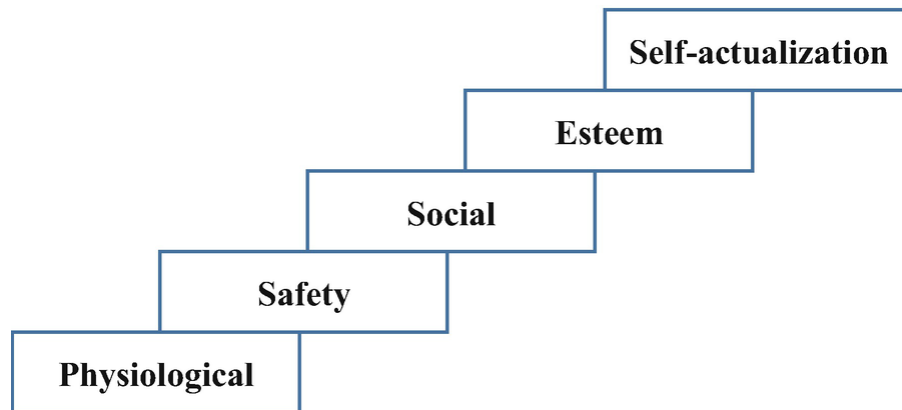 Self-actualization
Esteem
Social
Safety
Physiological